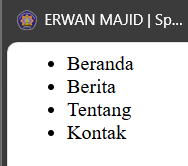 ERWAN MAJID | Sp...
Beranda
Berita
Tentang
Kontak